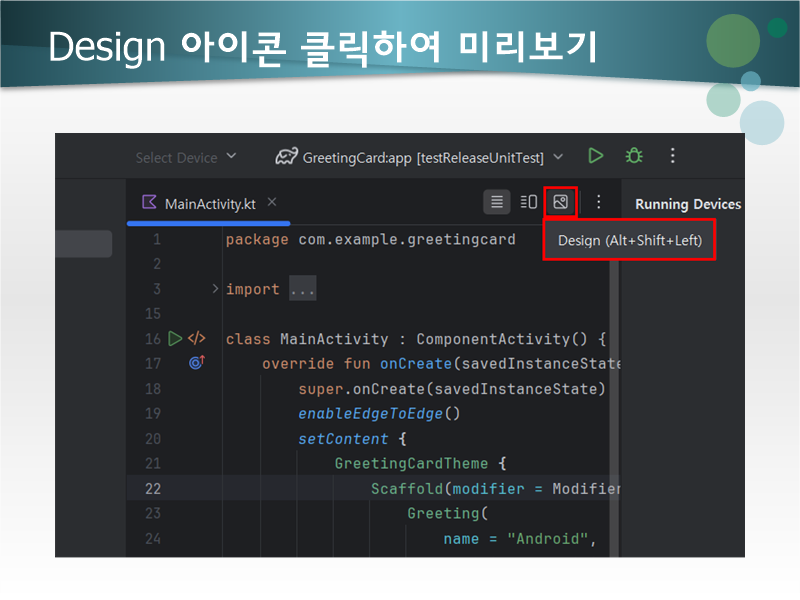 Design 아이콘 클릭하여 미리보기
Select Device
GreetingCard:app [testReleaseUnitTest]
MainActivity.kt
Running Devices
Design (Alt+Shift+Left)
1 package com.example.greetingcard
2
3 import ...
15
16 class MainActivity : ComponentActivity() {
17 override fun onCreate(savedInstanceState
18 super.onCreate(savedInstanceState)
19 enableEdgeToEdge()
20 setContent {
21 GreetingCardTheme {
22 Scaffold(modifier = Modifier
23 Greeting(
24 name = "Android",